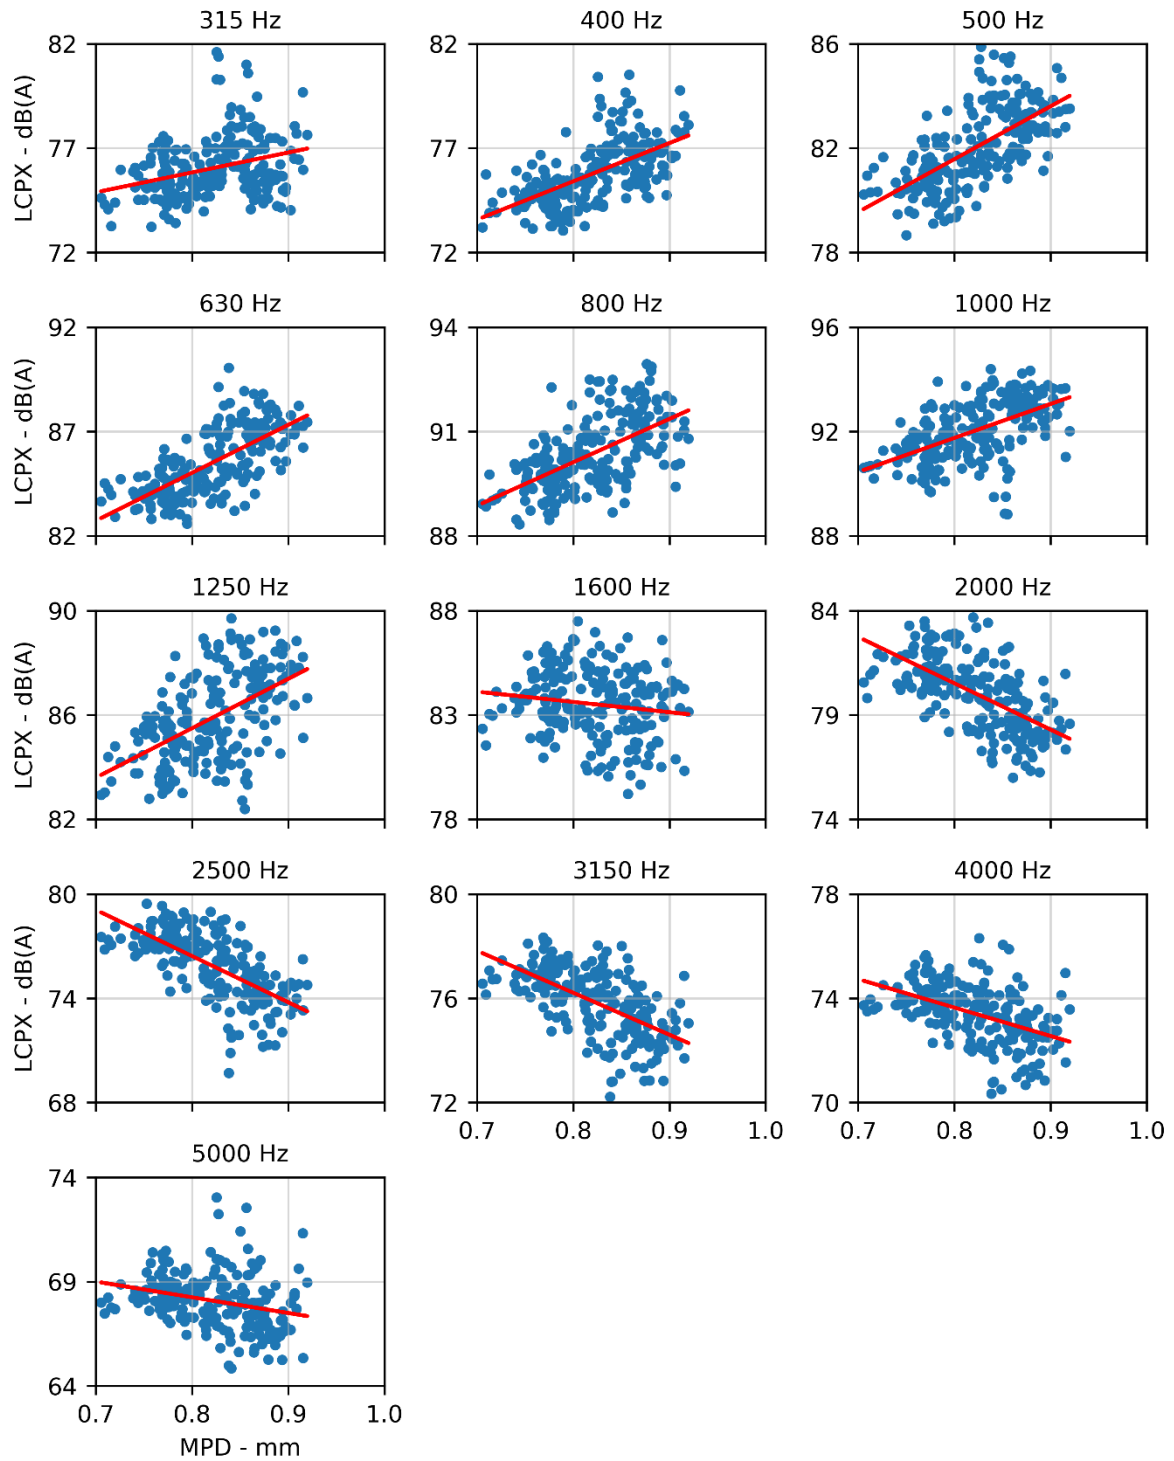 315 Hz
400 Hz
500 Hz
LCPX - dB(A)
82
77
72
82
77
72
86
82
78
630 Hz
800 Hz
1000 Hz
LCPX - dB(A)
92
87
82
94
91
88
96
92
88
1250 Hz
1600 Hz
2000 Hz
LCPX - dB(A)
90
86
82
88
83
78
84
79
74
2500 Hz
3150 Hz
4000 Hz
LCPX - dB(A)
80
74
68
80
76
72
0.7 0.8 0.9 1.0
78
74
70
0.7 0.8 0.9 1.0
5000 Hz
74
69
64
0.7 0.8 0.9 1.0
MPD - mm